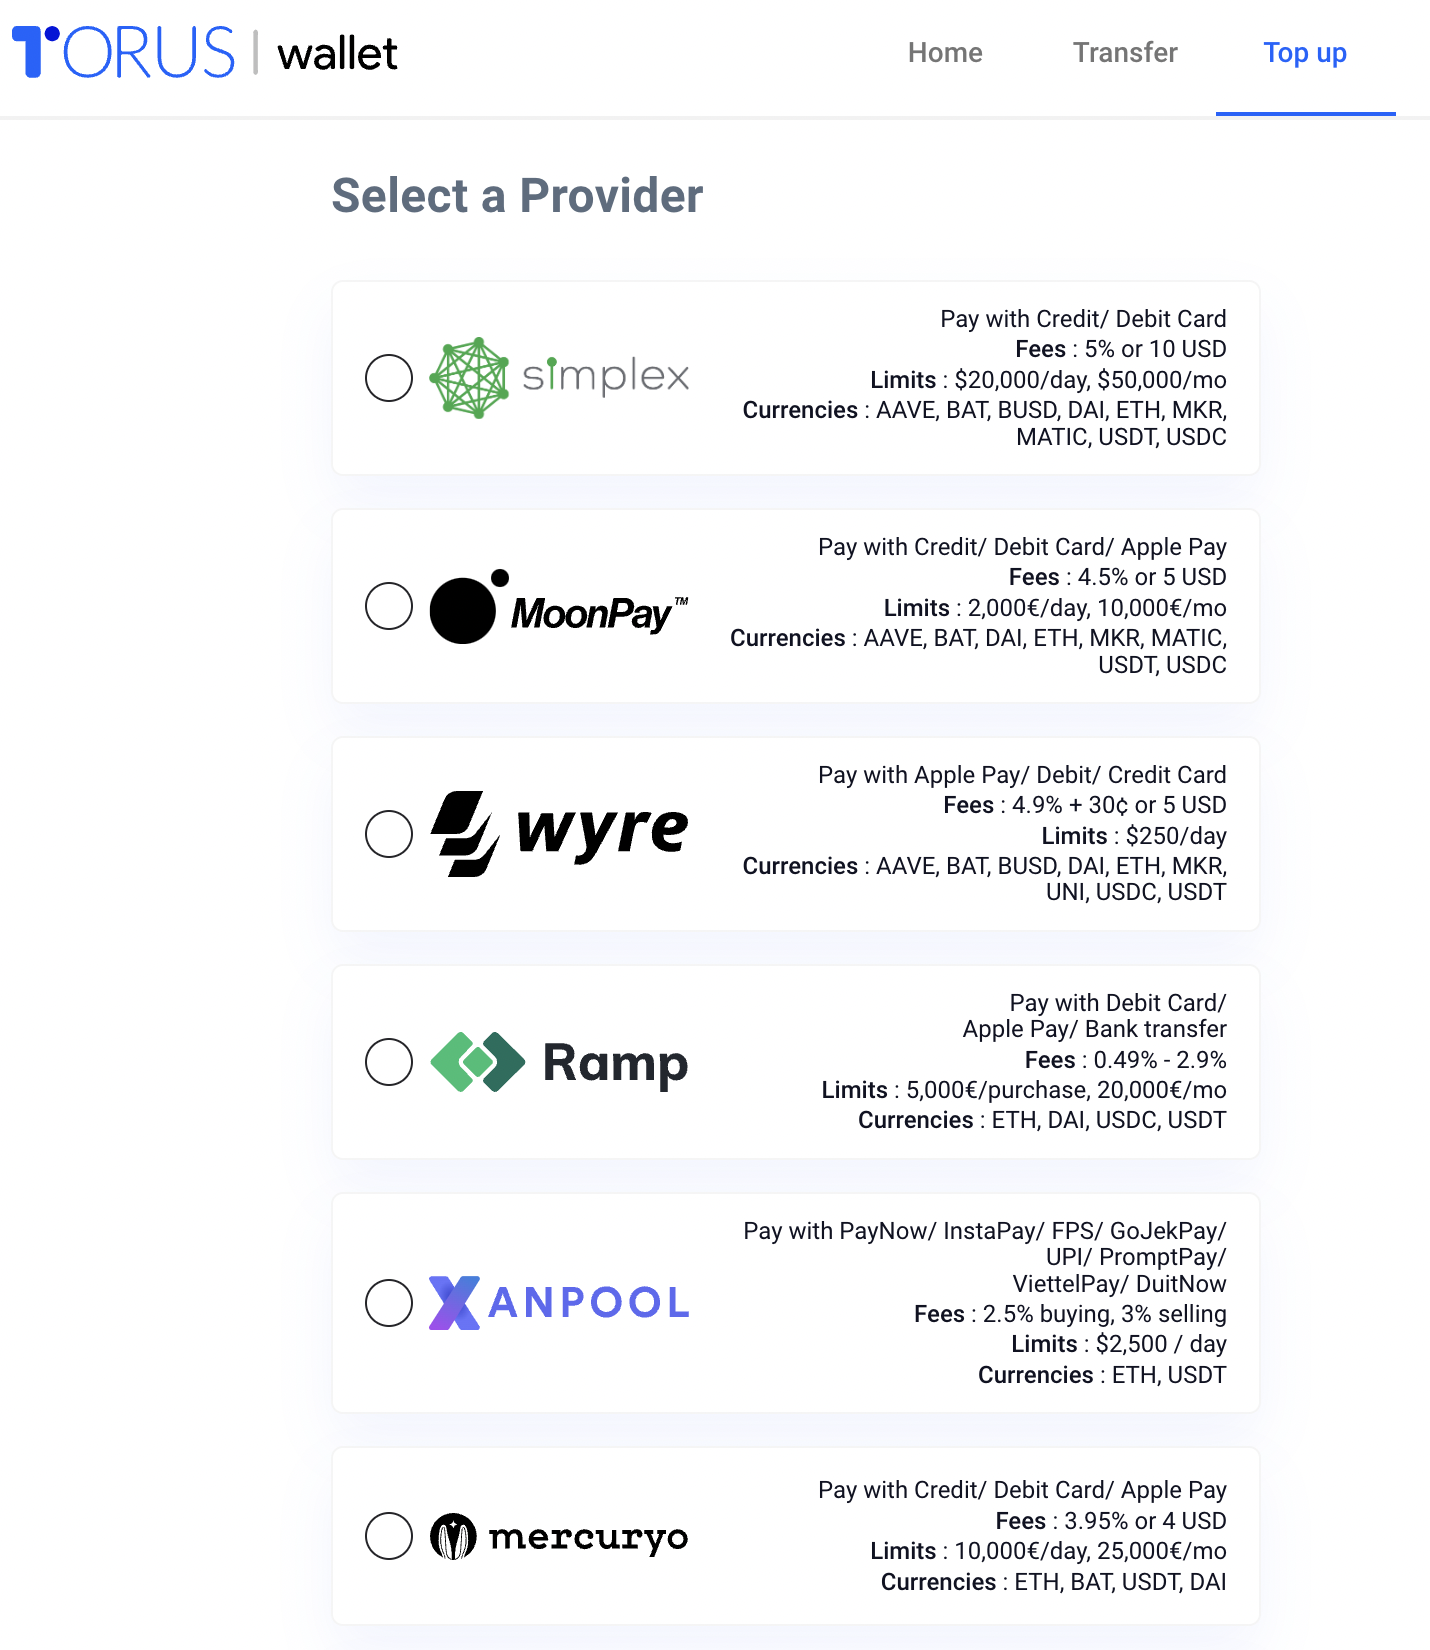 TORUS | wallet
Home Transfer Top up
Select a Provider
simplex
Pay with Credit/ Debit Card
Fees : 5% or 10 USD
Limits : $20,000/day, $50,000/mo
Currencies : AAVE, BAT, BUSD, DAI, ETH, MKR,
MATIC, USDT, USDC
MoonPay™
Pay with Credit/ Debit Card/ Apple Pay
Fees : 4.5% or 5 USD
Limits : 2,000€/day, 10,000€/mo
Currencies : AAVE, BAT, DAI, ETH, MKR, MATIC,
USDT, USDC
wyre
Pay with Apple Pay/ Debit/ Credit Card
Fees : 4.9% + 30¢ or 5 USD
Limits : $250/day
Currencies : AAVE, BAT, BUSD, DAI, ETH, MKR,
UNI, USDC, USDT
Ramp
Pay with Debit Card/
Apple Pay/ Bank transfer
Fees : 0.49% - 2.9%
Limits : 5,000€/purchase, 20,000€/mo
Currencies : ETH, DAI, USDC, USDT
XANPOOL
Pay with PayNow/ InstaPay/ FPS/ GoJekPay/
UPI/ PromptPay/
ViettelPay/ DuitNow
Fees : 2.5% buying, 3% selling
Limits : $2,500 / day
Currencies : ETH, USDT
mercuryo
Pay with Credit/ Debit Card/ Apple Pay
Fees : 3.95% or 4 USD
Limits : 10,000€/day, 25,000€/mo
Currencies : ETH, BAT, USDT, DAI